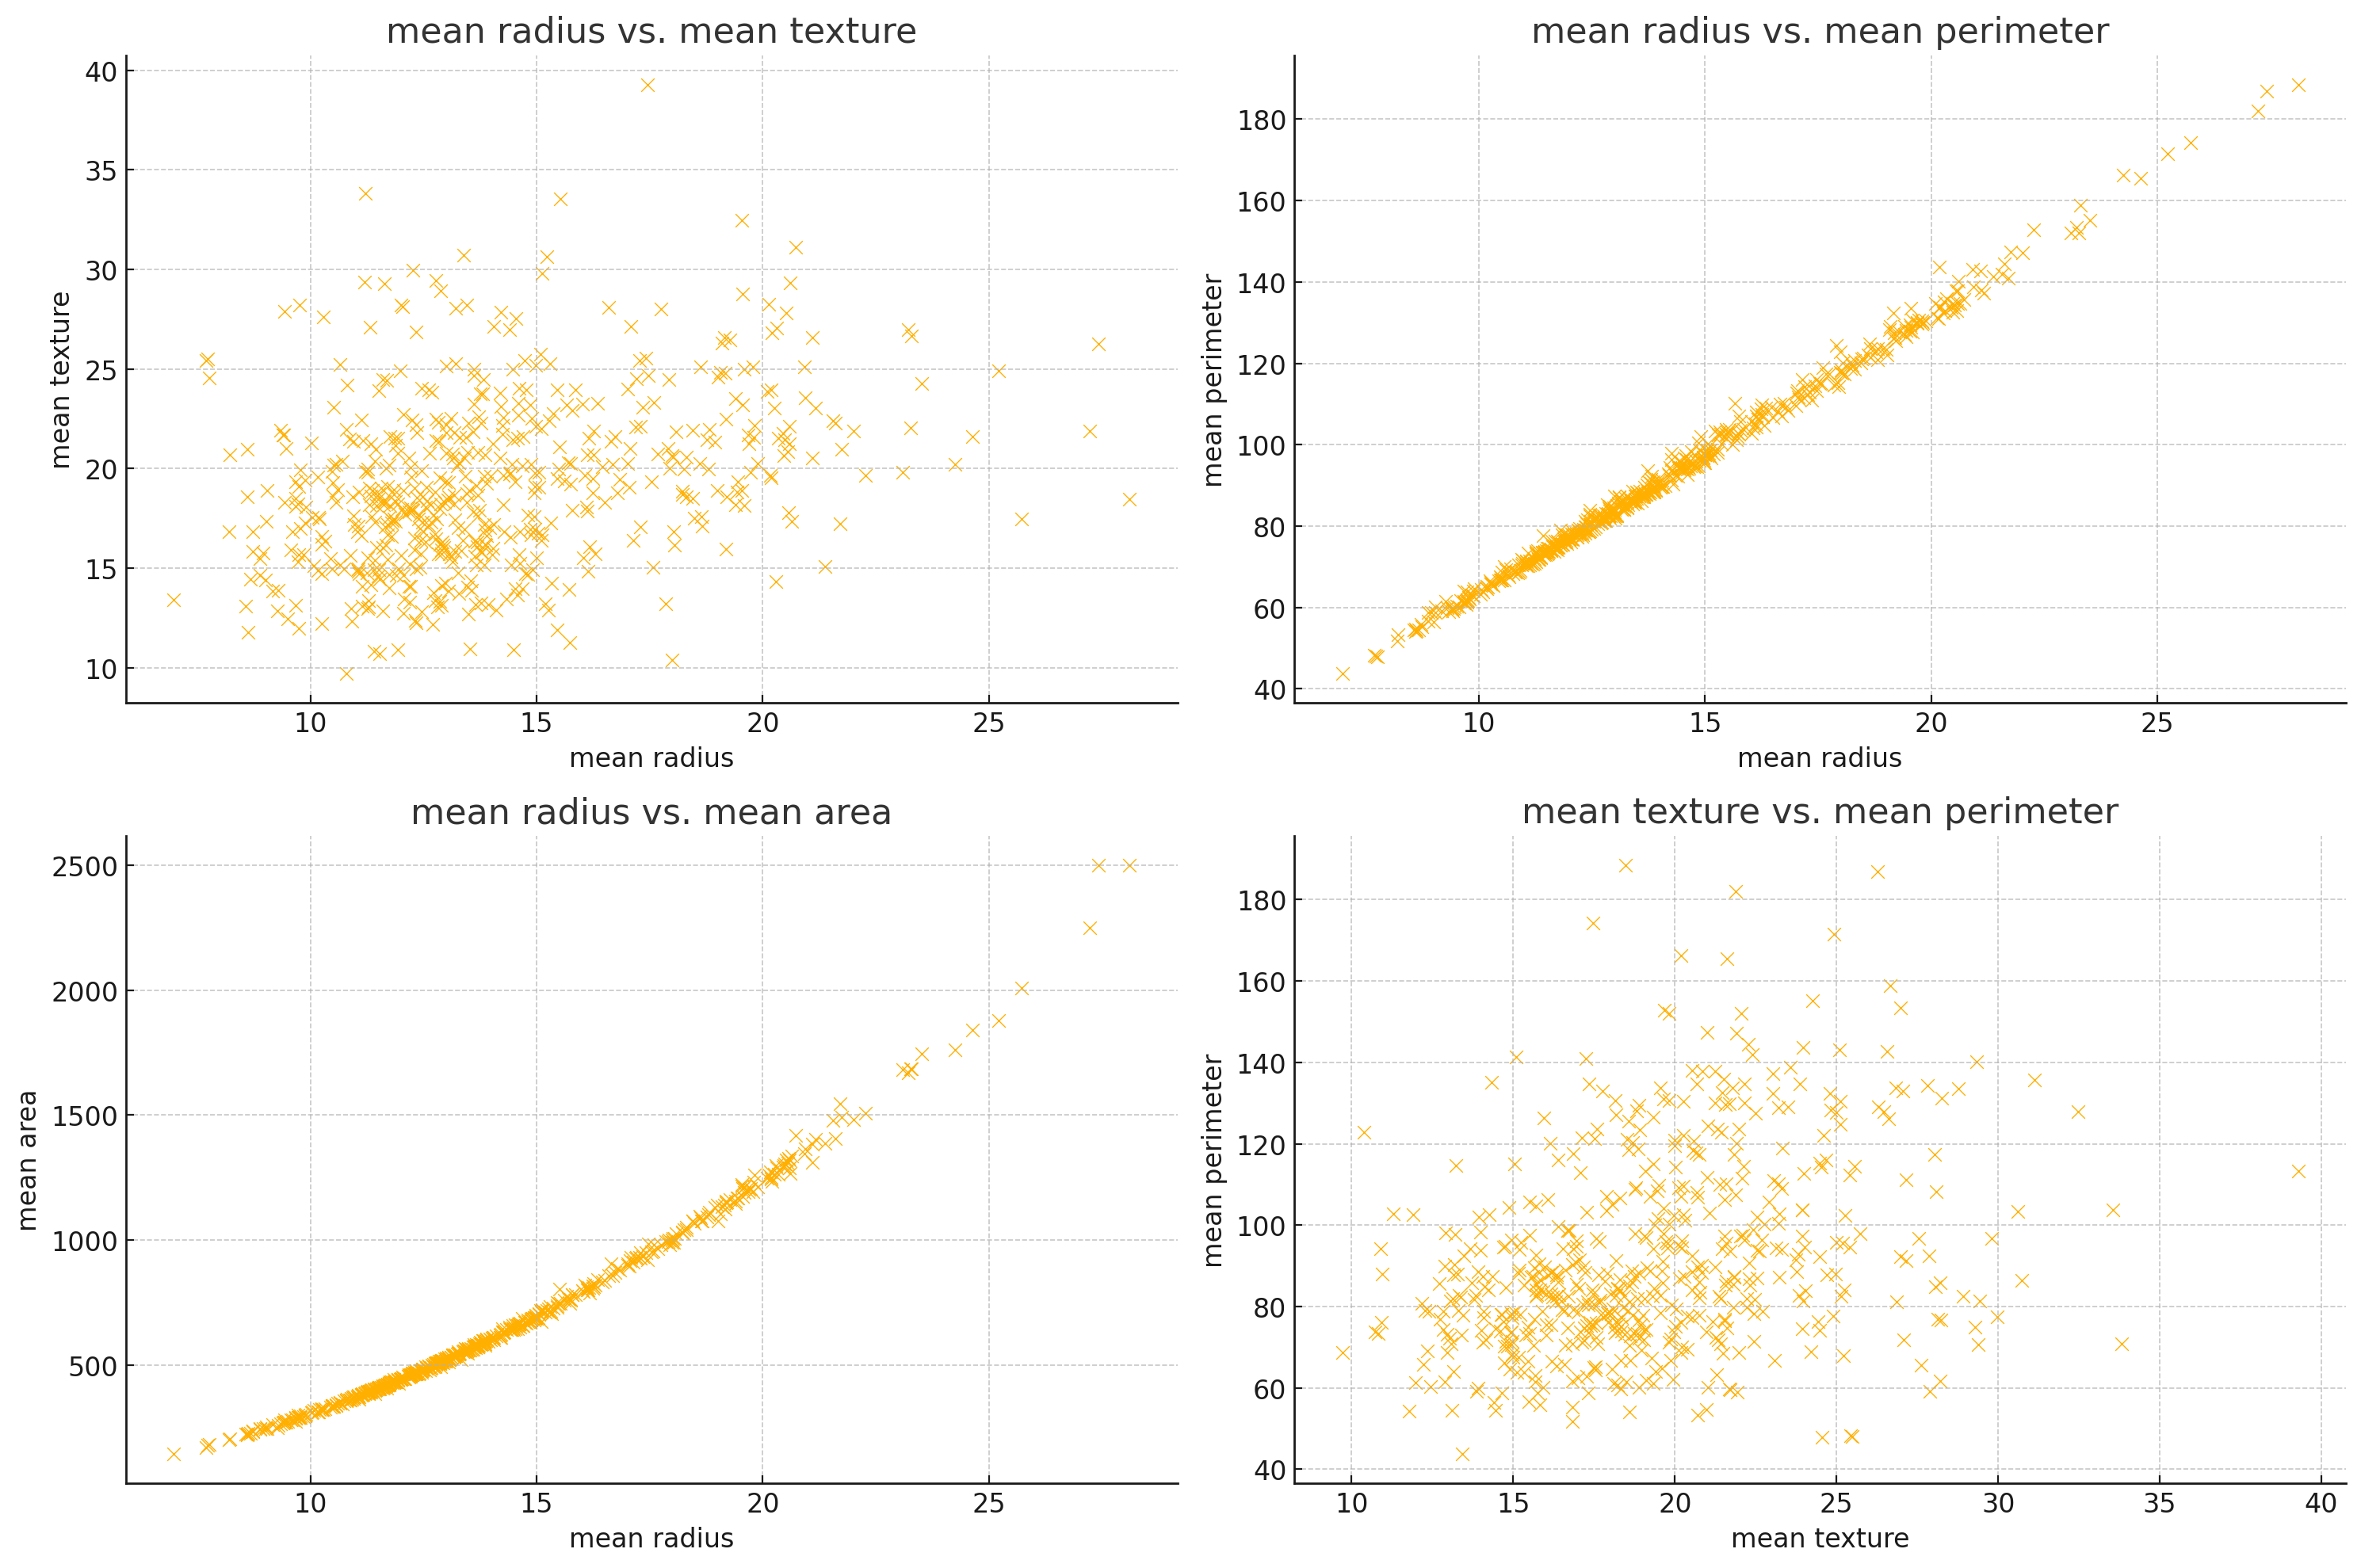 mean radius vs. mean texture
40
35
30
25
20
15
10
mean texture
10 15 20 25
mean radius
mean radius vs. mean perimeter
180
160
140
120
100
80
60
40
mean perimeter
10 15 20 25
mean radius
mean radius vs. mean area
2500
2000
1500
1000
500
mean area
10 15 20 25
mean radius
mean texture vs. mean perimeter
180
160
140
120
100
80
60
40
mean perimeter
10 15 20 25 30 35 40
mean texture